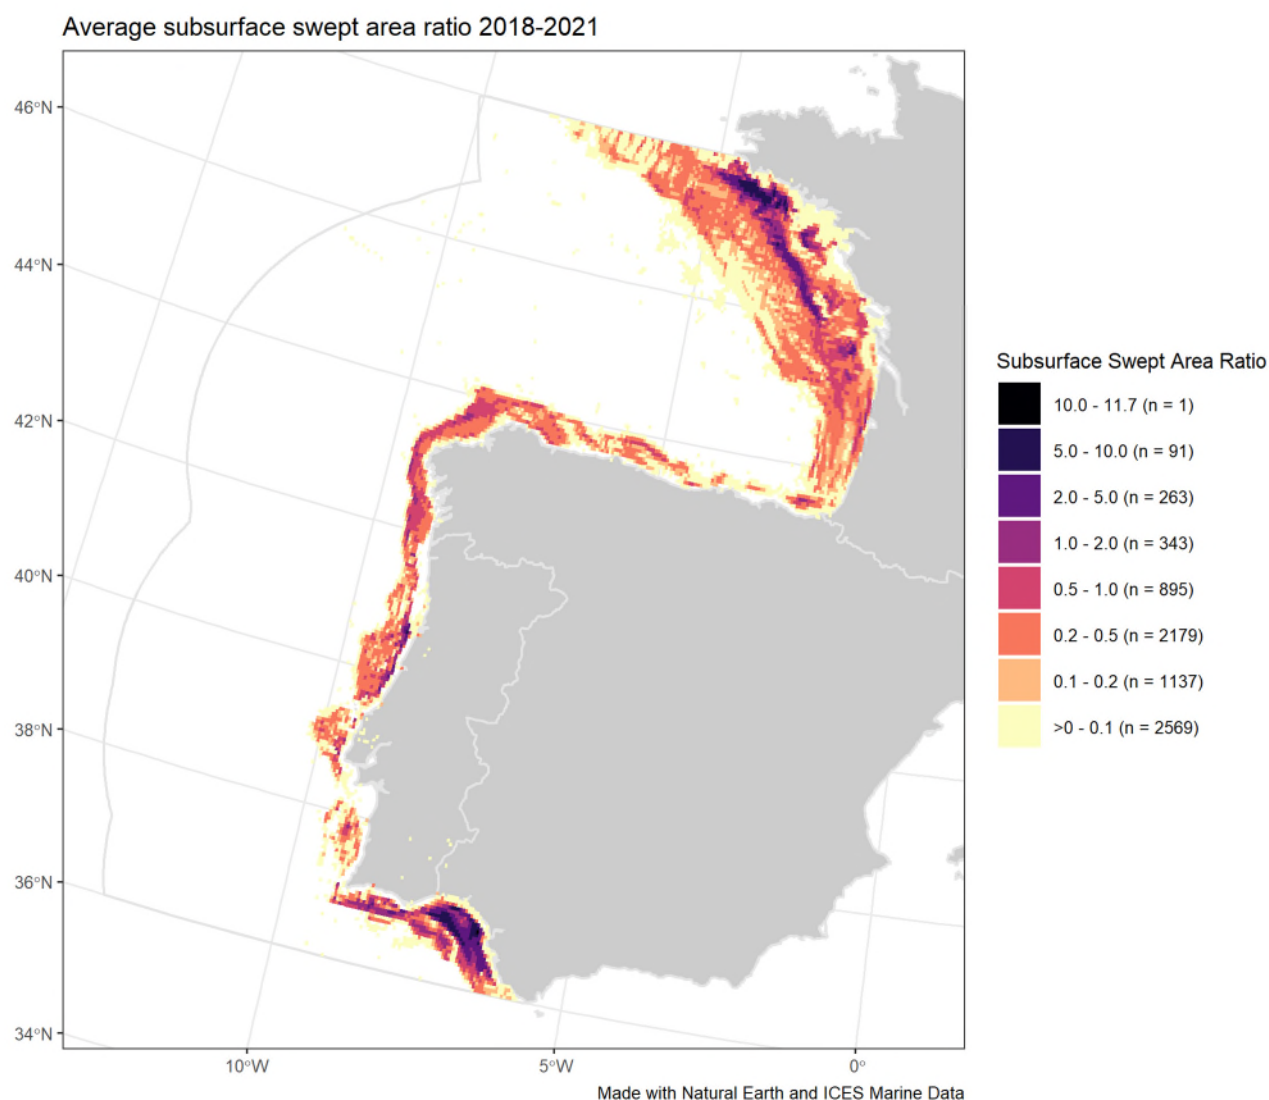 Average subsurface swept area ratio 2018-2021
46°N
44°N
42°N
40°N
38°N
36°N
34°N
10°W
5°W
0°
Subsurface Swept Area Ratio
10.0 - 11.7 (n = 1)
5.0 - 10.0 (n = 91)
2.0 - 5.0 (n = 263)
1.0 - 2.0 (n = 343)
0.5 - 1.0 (n = 895)
0.2 - 0.5 (n = 2179)
0.1 - 0.2 (n = 1137)
>0 - 0.1 (n = 2569)
Made with Natural Earth and ICES Marine Data